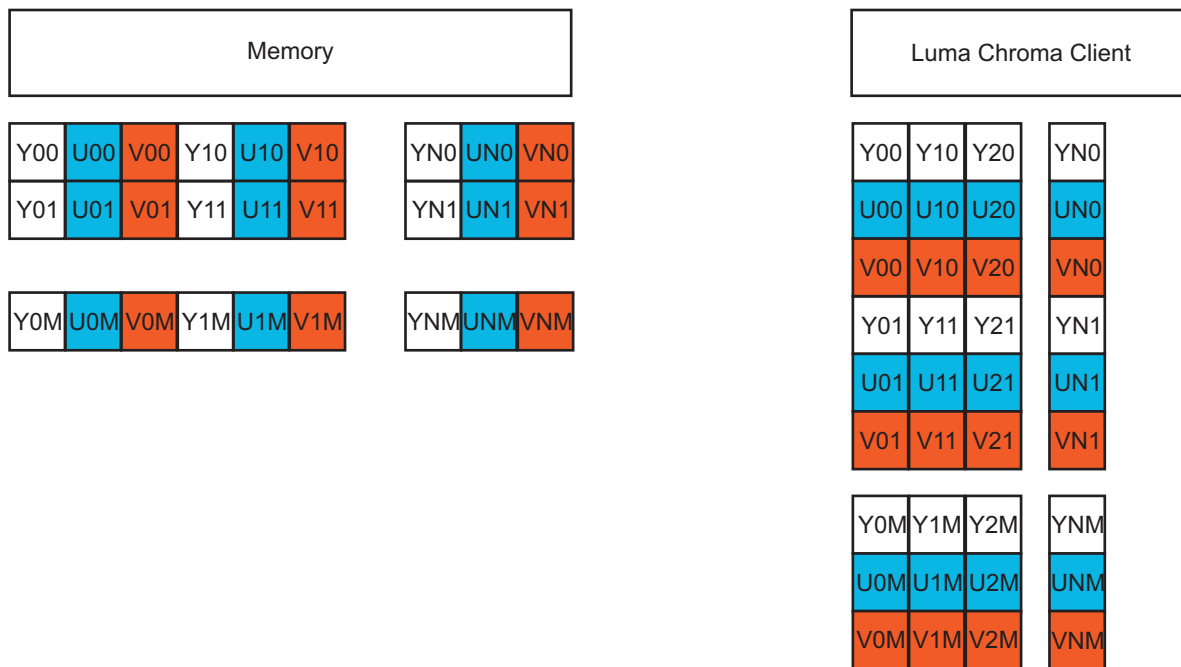 Memory
Luma Chroma Client
Y00 U00 V00 Y10 U10 V10 YN0 UN0 VN0
Y01 U01 V01 Y11 U11 V11 YN1 UN1 VN1
Y0M U0M V0M Y1M U1M V1M YNM UNM VNM
Y00 Y10 Y20 YN0
U00 U10 U20 UN0
V00 V10 V20 VN0
Y01 Y11 Y21 YN1
U01 U11 U21 UN1
V01 V11 V21 VN1
Y0M Y1M Y2M YNM
U0M U1M U2M UNM
V0M V1M V2M VNM